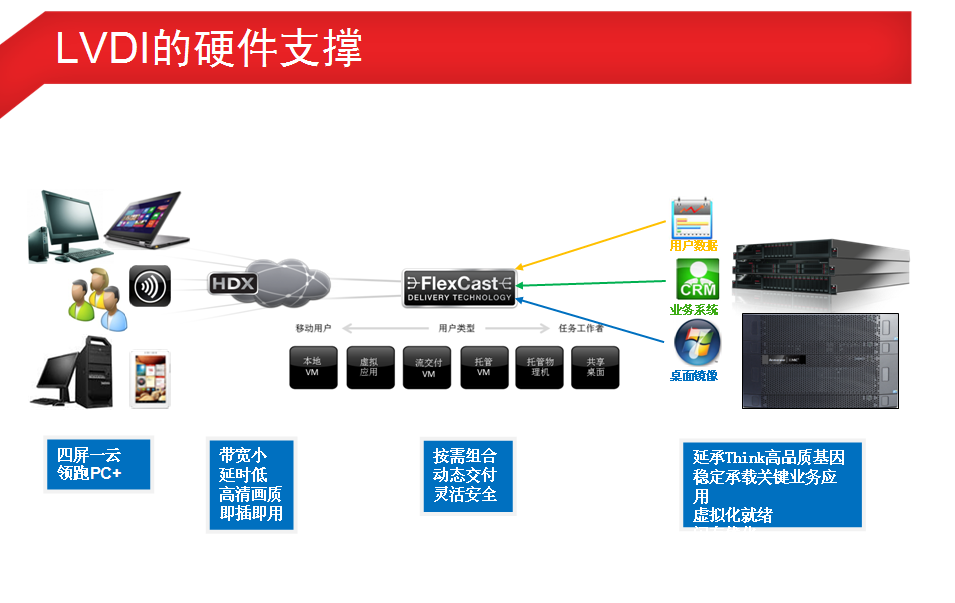 LVDI的硬件支撑
HDX
FlexCast
DELIVERY TECHNOLOGY
用户数据
CRM
业务系统
桌面镜像
移动用户
用户类型
任务工作者
本地
VM
虚拟
应用
流交付
VM
托管
VM
托管物
理机
共享
桌面
四屏一云
领跑PC+
带宽小
延时低
高清画质
即插即用
按需组合
动态交付
灵活安全
延承Think高品质基因
稳定承载关键业务应
用
虚拟化就绪